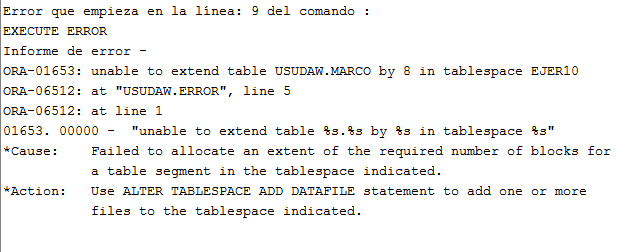 Error que empieza en la línea: 9 del comando :
EXECUTE ERROR
Informe de error -
ORA-01653: unable to extend table USUDAW.MARCO by 8 in tablespace EJER10
ORA-06512: at "USUDAW.ERROR", line 5
ORA-06512: at line 1
01653. 00000 -  "unable to extend table %s.%s by %s in tablespace %s"
*Cause:    Failed to allocate an extent of the required number of blocks for
           a table segment in the tablespace indicated.
*Action:   Use ALTER TABLESPACE ADD DATAFILE statement to add one or more
           files to the tablespace indicated.